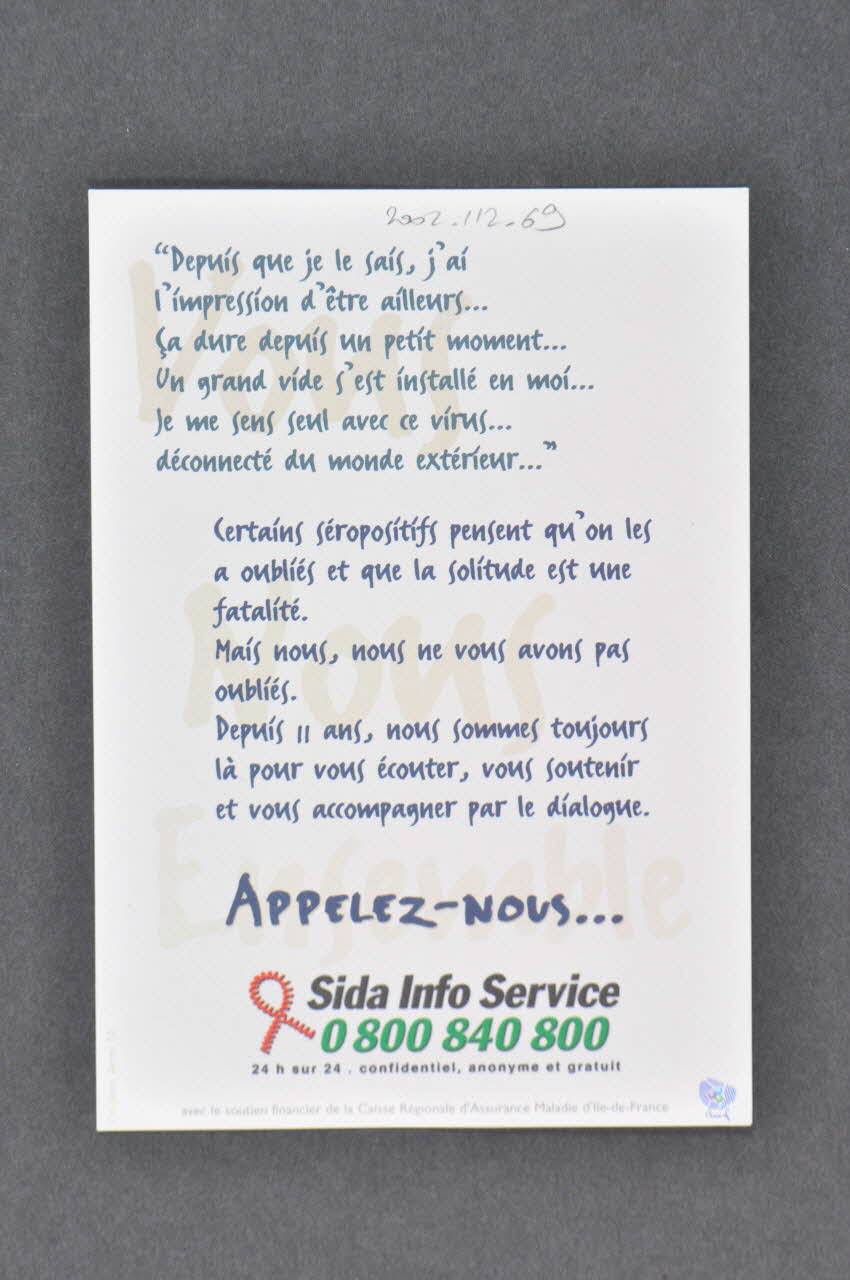 2002.112.69
“Depuis que je le sais, j’ai
l’impression d’être ailleurs...
Ça dure depuis un petit moment...
Un grand vide s’est installé en moi...
Je me sens seul avec ce virus...
déconnecté du monde extérieur...”
Vous
Certains séropositifs pensent qu’on les
a oubliés et que la solitude est une
fatalité.
Mais nous, nous ne vous avons pas
oubliés.
Depuis 11 ans, nous sommes toujours
là pour vous écouter, vous soutenir
et vous accompagner par le dialogue.
Nous
Ensemble
APPELEZ-NOUS...
Sida Info Service
0 800 840 800
24 h sur 24 . confidentiel, anonyme et gratuit
avec le soutien financier de la Caisse Régionale d'Assurance Maladie d'Ile-de-France